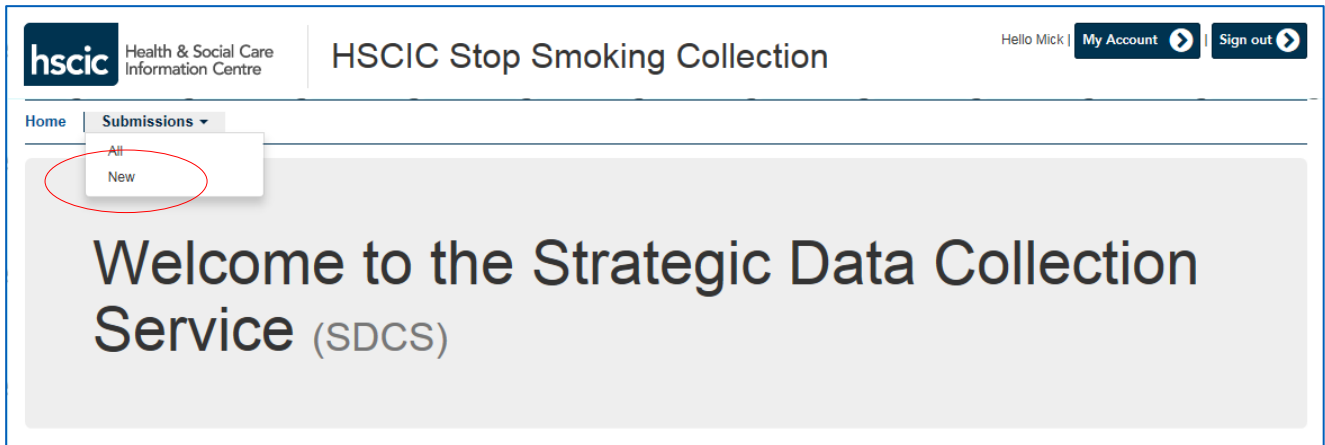 hscic Health & Social Care
Information Centre
HSCIC Stop Smoking Collection
Hello Mick | My Account | Sign out
Home | Submissions
All
New
Welcome to the Strategic Data Collection
Service (SDCS)